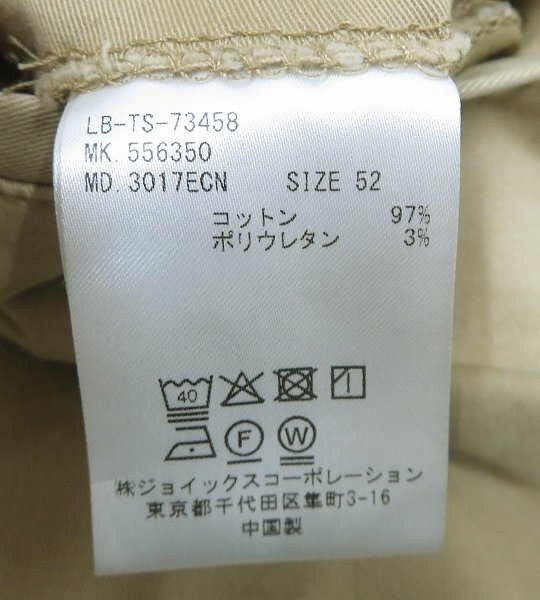 LB-TS-73458
MK. 556350
MD. 3017ECN SIZE 52
コットン 97%
ポリウレタン 3%
40
F W
㈱ジョイックスコーポレーション
東京都千代田区隼町3-16
中国製